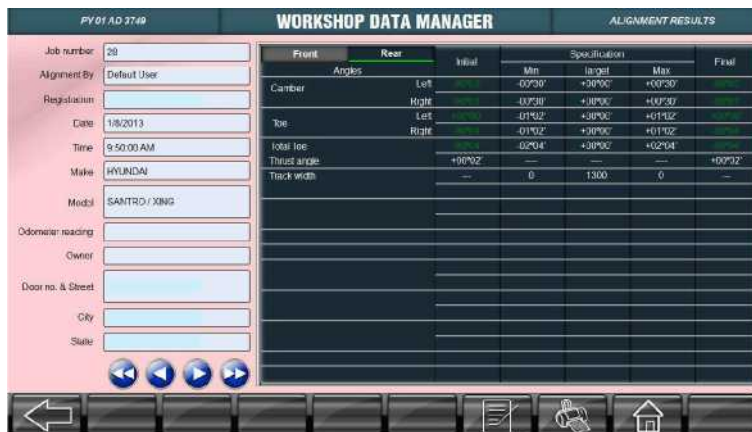 PY 01 AD 3749 WORKSHOP DATA MANAGER ALIGNMENT RESULTS
Job number 28
Alignment By Default User
Registration
Date 1/8/2013
Time 9:50:00 AM
Make HYUNDAI
Model SANTRO / XING
Odometer reading
Owner
Door no. & Street
City
State
Front Rear Initial Specification Final
Angles Min Target Max
Camber Left -00°30' +00°00' +00°30'
Right -00°30' +00°00' +00°30'
Toe Left -01°02' +00°00' +01°02'
Right -01°02' +00°00' +01°02'
Total Toe -02°04' +00°00' +02°04'
Thrust angle +00°02' ---- ---- ---- +00°02'
Track width --- 0 1300 0 ---